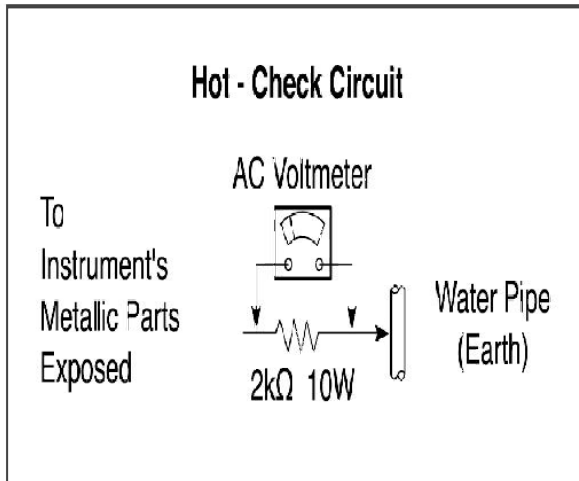 Hot - Check Circuit
AC Voltmeter
To
Instrument's
Metallic Parts
Exposed
Water Pipe
(Earth)
2kΩ 10W